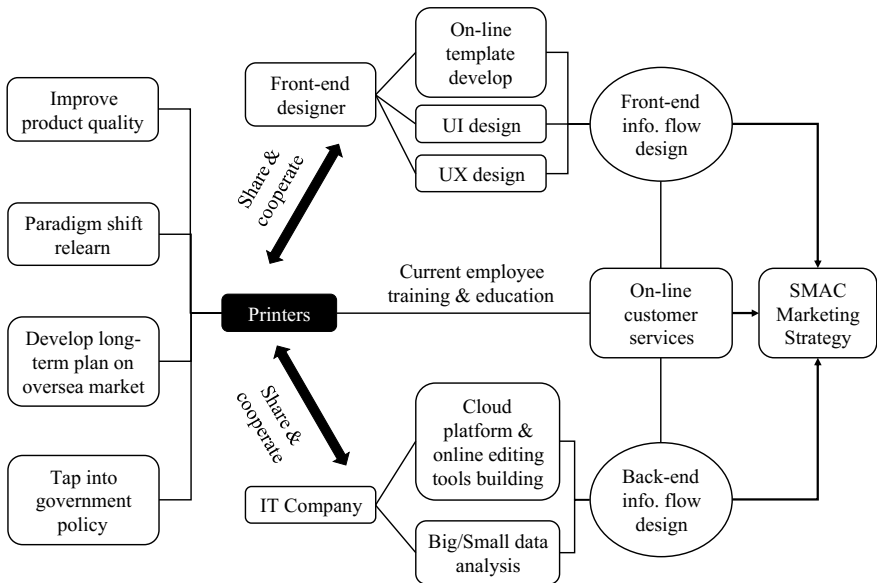 Improve
product quality
Paradigm shift
relearn
Develop long-
term plan on
oversea market
Tap into
government
policy
Printers
Front-end
designer
Share &
cooperate
Share &
cooperate
IT Company
On-line
template
develop
UI design
UX design
Current employee
training & education
Cloud
platform &
online editing
tools building
Big/Small data
analysis
Front-end
info. flow
design
On-line
customer
services
Back-end
info. flow
design
SMAC
Marketing
Strategy